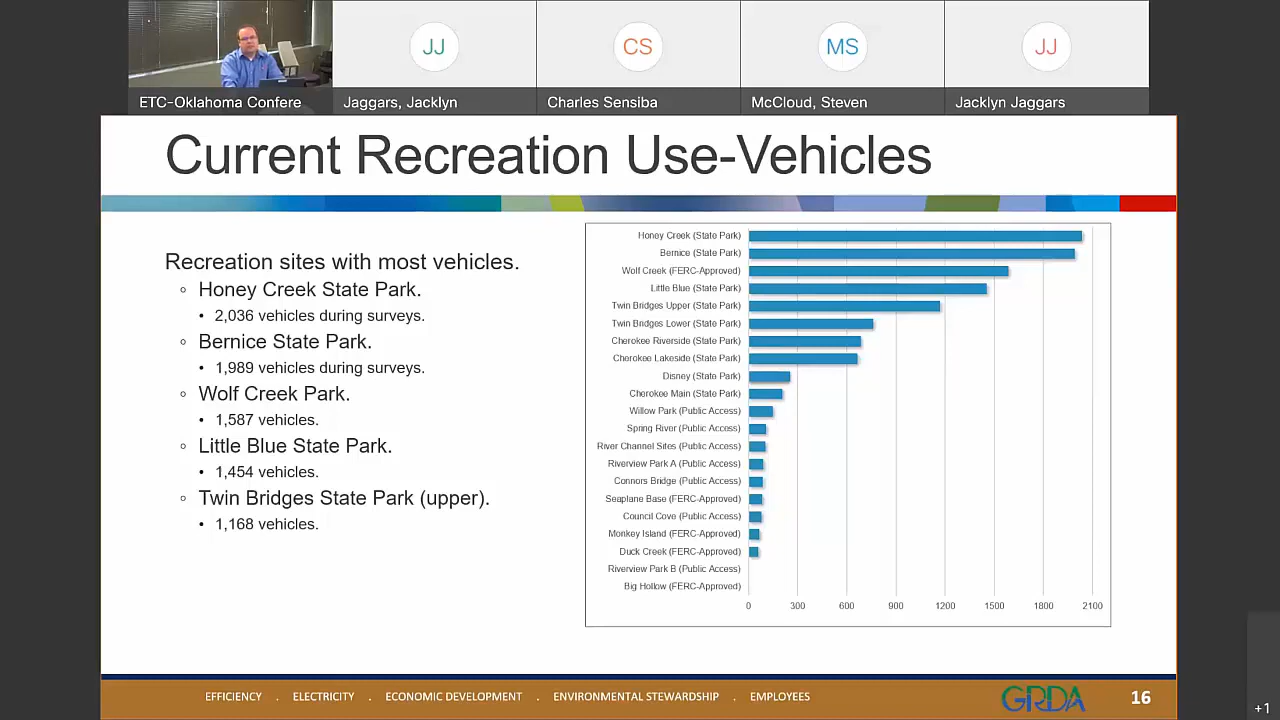 JJ
CS
MS
JJ
ETC-Oklahoma Confere
Jaggars, Jacklyn
Charles Sensiba
McCloud, Steven
Jacklyn Jaggars
Current Recreation Use-Vehicles
Recreation sites with most vehicles.
Honey Creek State Park.
2,036 vehicles during surveys.
Bernice State Park.
1,989 vehicles during surveys.
Wolf Creek Park.
1,587 vehicles.
Little Blue State Park.
1,454 vehicles.
Twin Bridges State Park (upper).
1,168 vehicles.
Honey Creek (State Park)
Bernice (State Park)
Wolf Creek (FERC-Approved)
Little Blue (State Park)
Twin Bridges Upper (State Park)
Twin Bridges Lower (State Park)
Cherokee Riverside (State Park)
Cherokee Lakeside (State Park)
Disney (State Park)
Cherokee Main (State Park)
Willow Park (Public Access)
Spring River (Public Access)
River Channel Sites (Public Access)
Riverview Park A (Public Access)
Connors Bridge (Public Access)
Seaplane Base (FERC-Approved)
Council Cove (Public Access)
Monkey Island (FERC-Approved)
Duck Creek (FERC-Approved)
Riverview Park B (Public Access)
Big Hollow (FERC-Approved)
0 300 600 900 1200 1500 1800 2100
EFFICIENCY . ELECTRICITY . ECONOMIC DEVELOPMENT . ENVIRONMENTAL STEWARDSHIP . EMPLOYEES
GRDA
16
+1